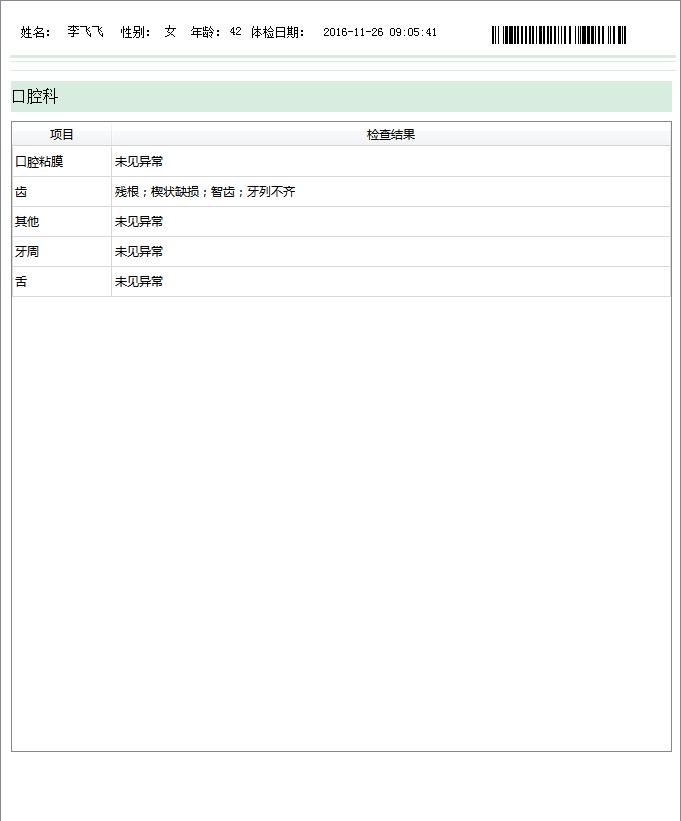 姓名： 李飞飞 性别： 女 年龄：42 体检日期： 2016-11-26 09:05:41
口腔科
项目 检查结果
口腔粘膜 未见异常
齿 残根；楔状缺损；智齿；牙列不齐
其他 未见异常
牙周 未见异常
舌 未见异常